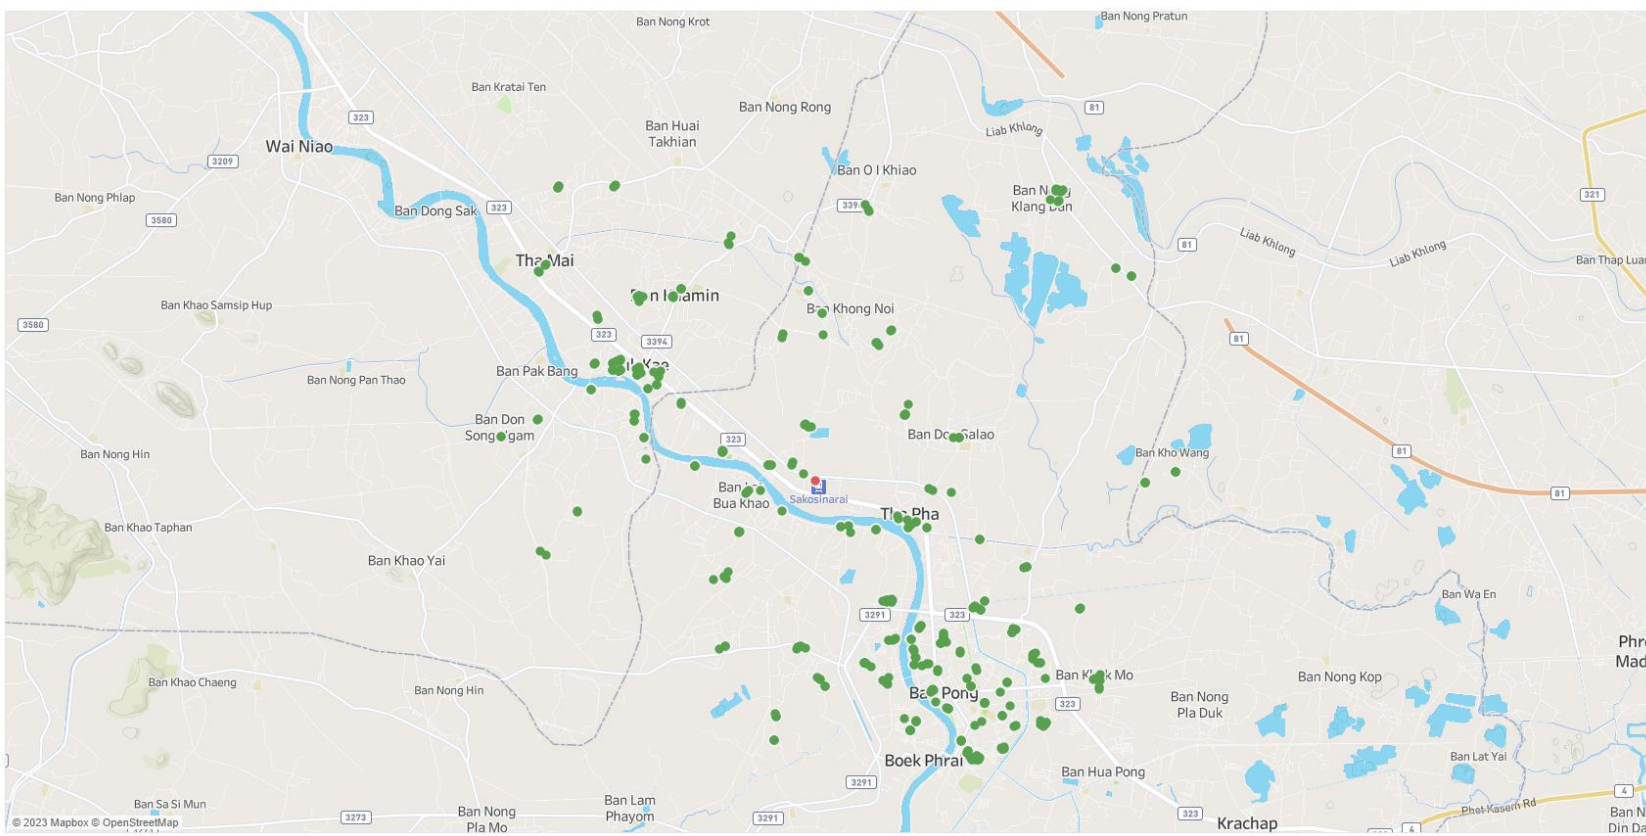 Ban Nong Krot
Ban Nong Pratun
Ban Kratai Ten
Ban Nong Rong
81
323
Ban Huai
Takhian
Liab Khlong
Wai Niao
3209
Ban O I Khiao
Ban Nong Phlap
Klang Dan
321
323
Ban Dong Sak
3580
81
Liab Khlong
Liab Khlong
Tha Mai
Ban Thap Luan
Ban Khao Samsip Hup
Ban Khong Noi
3580
323
3394
81
Ban Pak Bang
Ban Nong Pan Thao
Ban Don
Ban Nong Hin
323
Ban Kho Wang
81
81
Bua Khao
Sakosinarai
Tha Pha
Ban Khao Taphan
Ban Khao Yai
Ban Wa En
3291
323
Ban Khao Chaeng
Ban Nong Hin
Ban Pong
Ban Nong Kop
Ban Nong
Pla Duk
323
Boek Phrai
Ban Hua Pong
Ban Lat Yai
3291
4
Ban Sa Si Mun
Ban Nong
Pla Mo
Ban Lam
Phayom
Phet Kasem Rd
323
3273
3291
Krachap
4
© 2023 Mapbox © OpenStreetMap